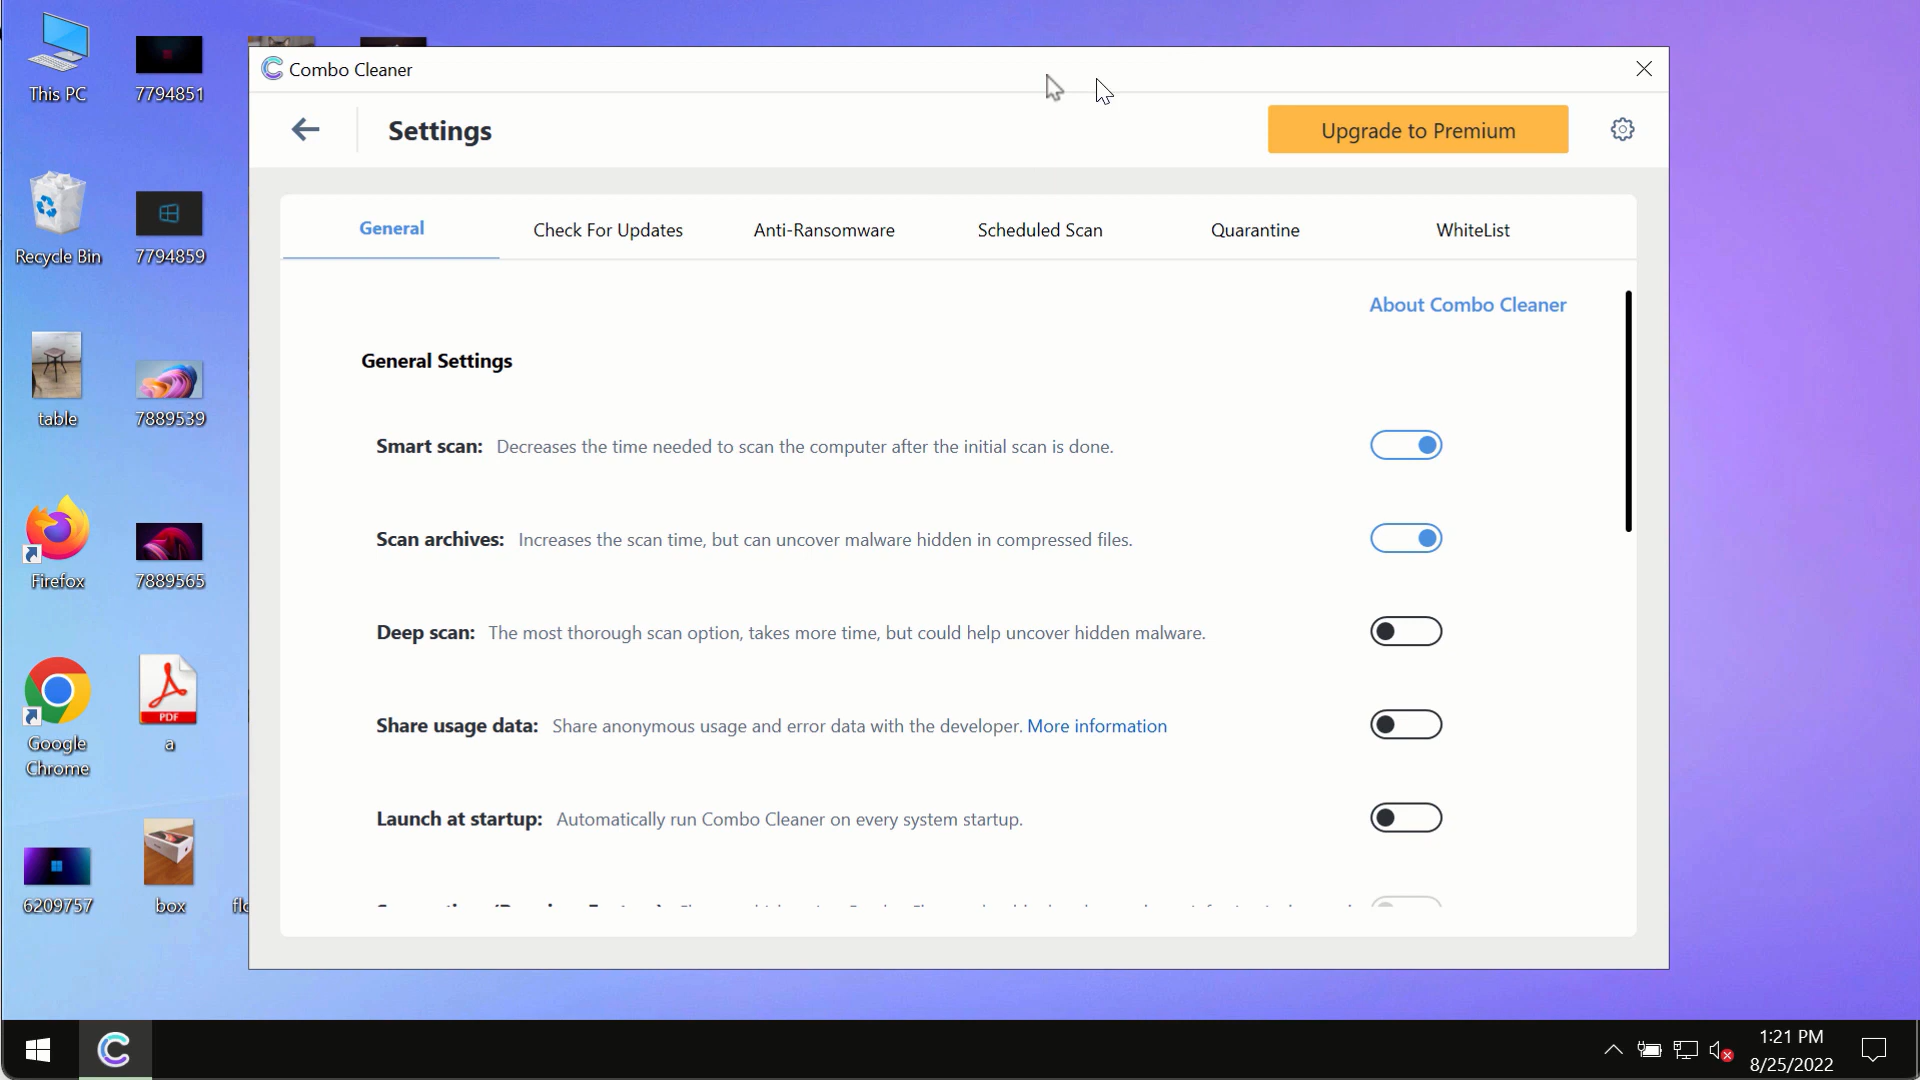 This PC
7794851
Recycle Bin
7794859
table
7889539
Firefox
7889565
Google
Chrome
a
PDF
6209757
box
Combo Cleaner
Settings
Upgrade to Premium
General
Check For Updates
Anti-Ransomware
Scheduled Scan
Quarantine
WhiteList
About Combo Cleaner
General Settings
Smart scan: Decreases the time needed to scan the computer after the initial scan is done.
Scan archives: Increases the scan time, but can uncover malware hidden in compressed files.
Deep scan: The most thorough scan option, takes more time, but could help uncover hidden malware.
Share usage data: Share anonymous usage and error data with the developer. More information
Launch at startup: Automatically run Combo Cleaner on every system startup.
1:21 PM
8/25/2022